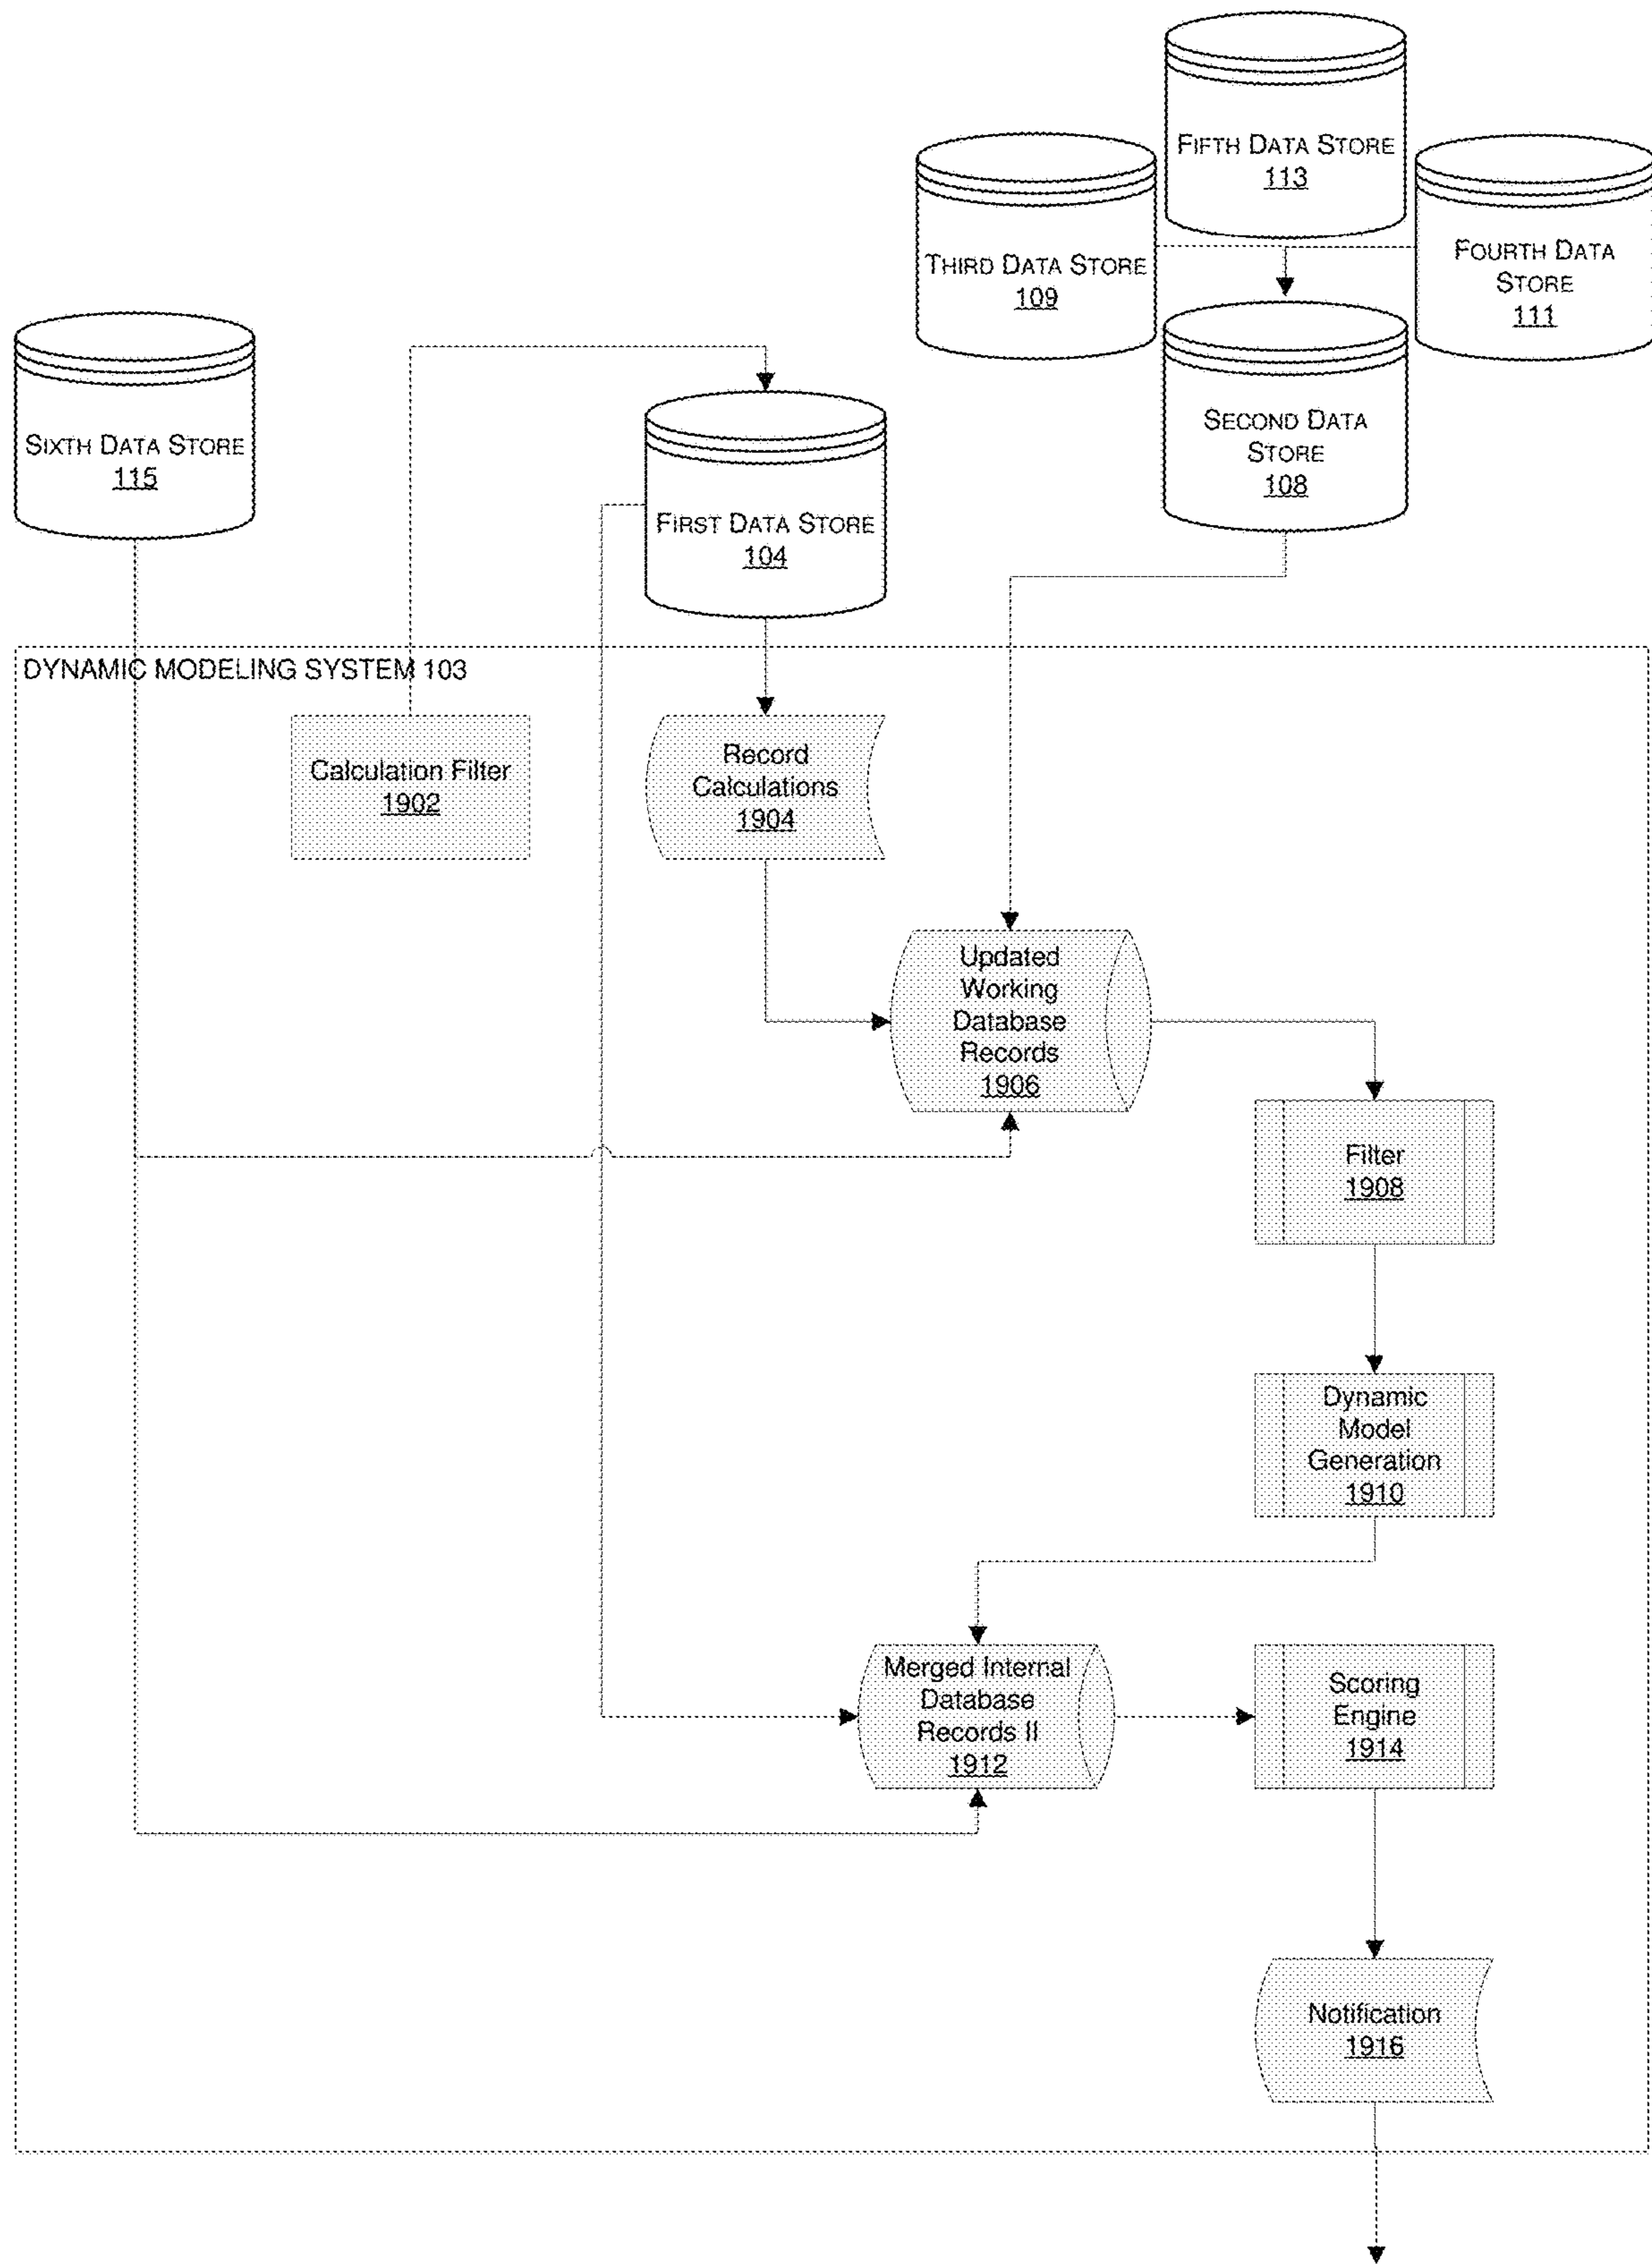 FIFTH DATA STORE
113
THIRD DATA STORE
109
FOURTH DATA
STORE
111
SIXTH DATA STORE
115
FIRST DATA STORE
104
SECOND DATA
STORE
108
DYNAMIC MODELING SYSTEM 103
Calculation Filter
1902
Record
Calculations
1904
Updated
Working
Database
Records
1906
Filter
1908
Dynamic
Model
Generation
1910
Merged Internal
Database
Records II
1912
Scoring
Engine
1914
Notification
1916